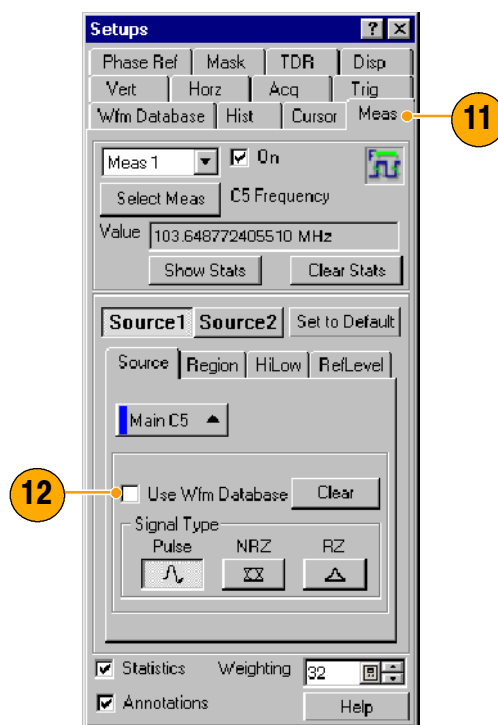 Setups
Phase Ref Mask TDR Disp
Vert Horz Acq Trig
Wfm Database Hist Cursor Meas
11
Meas 1 On
Select Meas C5 Frequency
Value 103.648772405510 MHz
Show Stats Clear Stats
Source1 Source2 Set to Default
Source Region HiLow RefLevel
Main C5
12
Use Wfm Database Clear
Signal Type
Pulse NRZ RZ
Statistics Weighting 32
Annotations Help